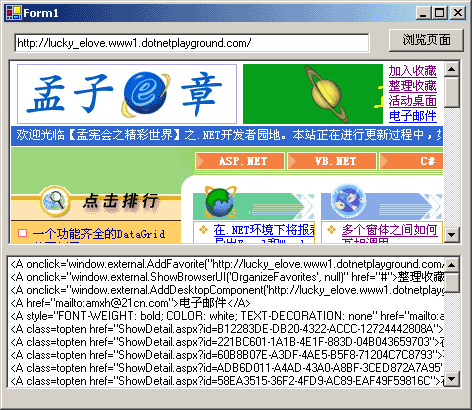 Form1
http://lucky_elove.www1.dotnetplayground.com/
浏览页面
孟子 章
加入收藏
整理收藏
活动桌面
电子邮件
欢迎光临【孟宪会之精彩世界】之.NET开发者园地。本站正在进行更新过程中，
ASP.NET
VB.NET
C#
点击排行
一个功能齐全的DataGrid
在.NET环境下将报表
多个窗体之间如何
<A onclick="window.external.AddFavorite("http://lucky_elove.www1.dotnetplaygroun
<A onclick="window.external.ShowBrowserUI('OrganizeFavorites', null)" href="#">整理收藏
<A onclick="window.external.AddDesktopComponent('http://lucky_elove.www1.dotnetplaygr
<A href="mailto:amxh@21cn.com">电子邮件</A>
<A style="FONT-WEIGHT: bold; COLOR: white; TEXT-DECORATION: none" href="mailto:amxh
<A class=topten href="ShowDetail.aspx?id=B12283DE-DB20-4322-ACCC-12724442808A">
<A class=topten href="ShowDetail.aspx?id=221BC601-1A1B-4E1F-883D-04B043659703">
<A class=topten href="ShowDetail.aspx?id=60B8B07E-A3DF-4AE5-B5F8-71204C7C8793">
<A class=topten href="ShowDetail.aspx?id=ADB6D011-A4AD-43A0-A8BF-3CED872A7A95"
<A class=topten href="ShowDetail.aspx?id=58EA3515-36F2-4FD9-AC89-EAF49F59816C">